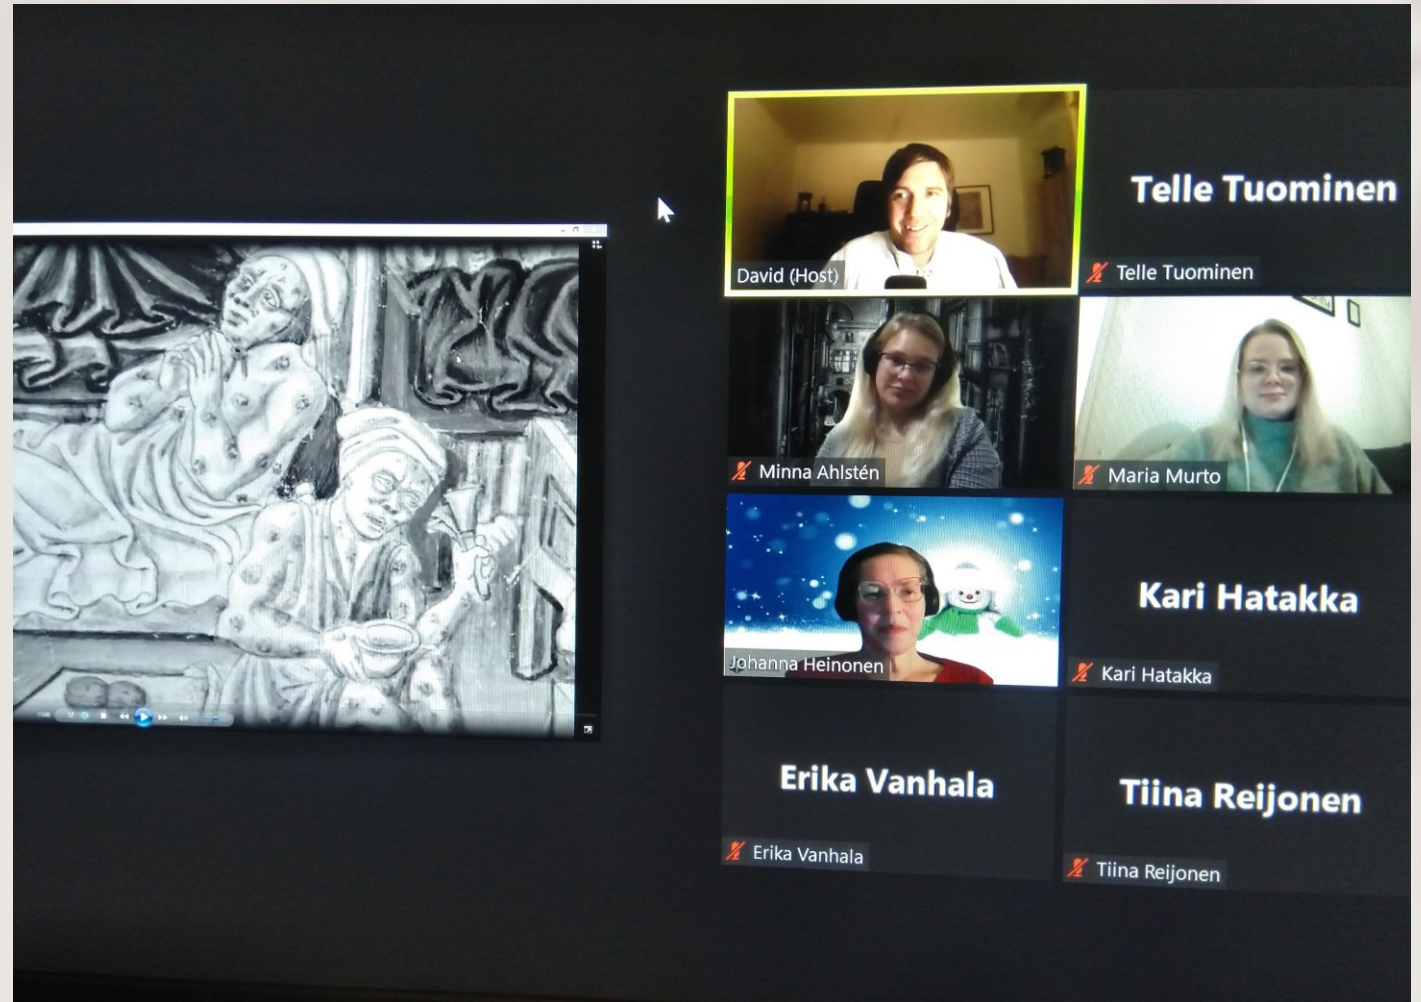 David (Host)
Telle Tuominen
Telle Tuominen
Minna Ahlstén
Maria Murto
Johanna Heinonen
Kari Hatakka
Kari Hatakka
Erika Vanhala
Erika Vanhala
Tiina Reijonen
Tiina Reijonen